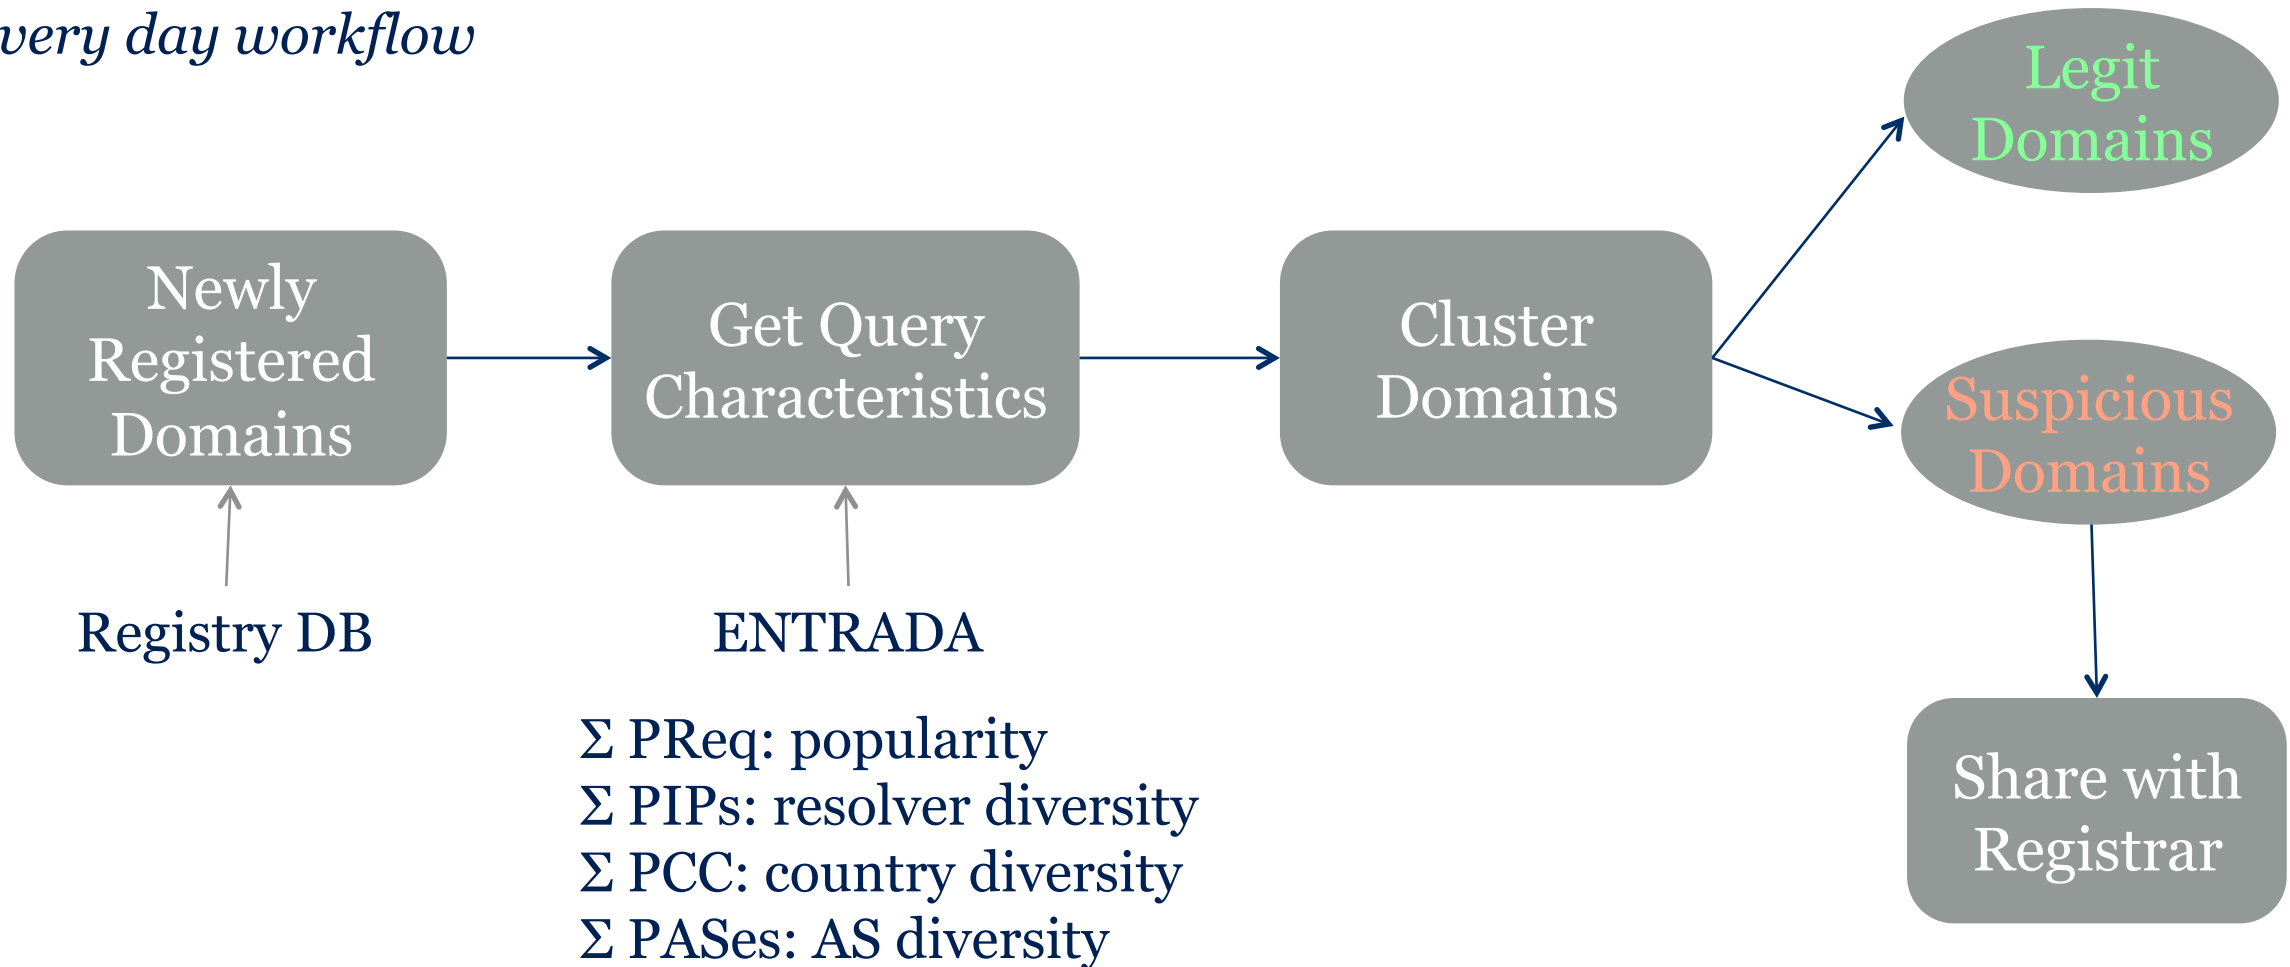 very day workflow
Legit
Domains
Newly
Registered
Domains
Get Query
Characteristics
Cluster
Domains
Suspicious
Domains
Registry DB
ENTRADA
Σ PReq: popularity
Σ PIPs: resolver diversity
Σ PCC: country diversity
Σ PASes: AS diversity
Share with
Registrar